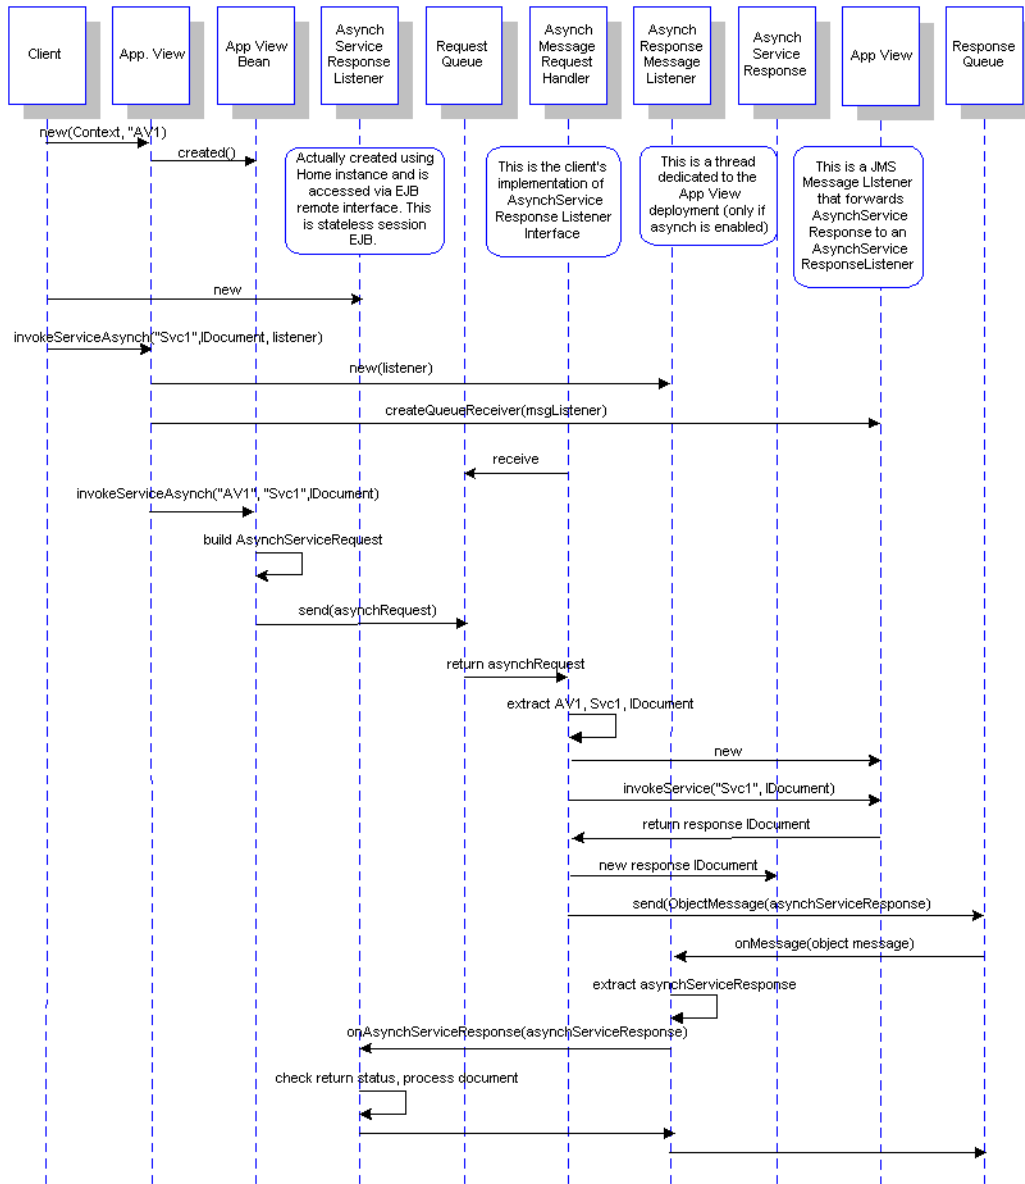 Client
App. View
App View
Bean
Asynch
Service
Response
Listener
Request
Queue
Asynch
Message
Request
Handler
Asynch
Response
Message
Listener
Asynch
Service
Response
App View
Response
Queue
new(Context, "AV1)
created()
Actually created using
Home instance and is
accessed via EJB
remote interface. This
is stateless session
EJB.
This is the client's
implementation of
AsynchService
Response Listener
Interface
This is a thread
dedicated to the
App View
deployment (only if
asynch is enabled)
This is a JMS
Message LIstener
that forwards
AsynchService
Response to an
AsynchService
ResponseListener
new
invokeServiceAsynch("Svc1",IDocument, listener)
new(listener)
createQueueReceiver(msgListener)
receive
invokeServiceAsynch("AV1", "Svc1",IDocument)
build AsynchServiceRequest
send(asynchRequest)
return asynchRequest
extract AV1, Svc1, IDocument
new
invokeService("Svc1", IDocument)
return response IDocument
new response IDocument
send(ObjectMessage(asynchServiceResponse)
onMessage(object message)
extract asynchServiceResponse
onAsynchServiceResponse(asynchServiceResponse)
check return status, process document